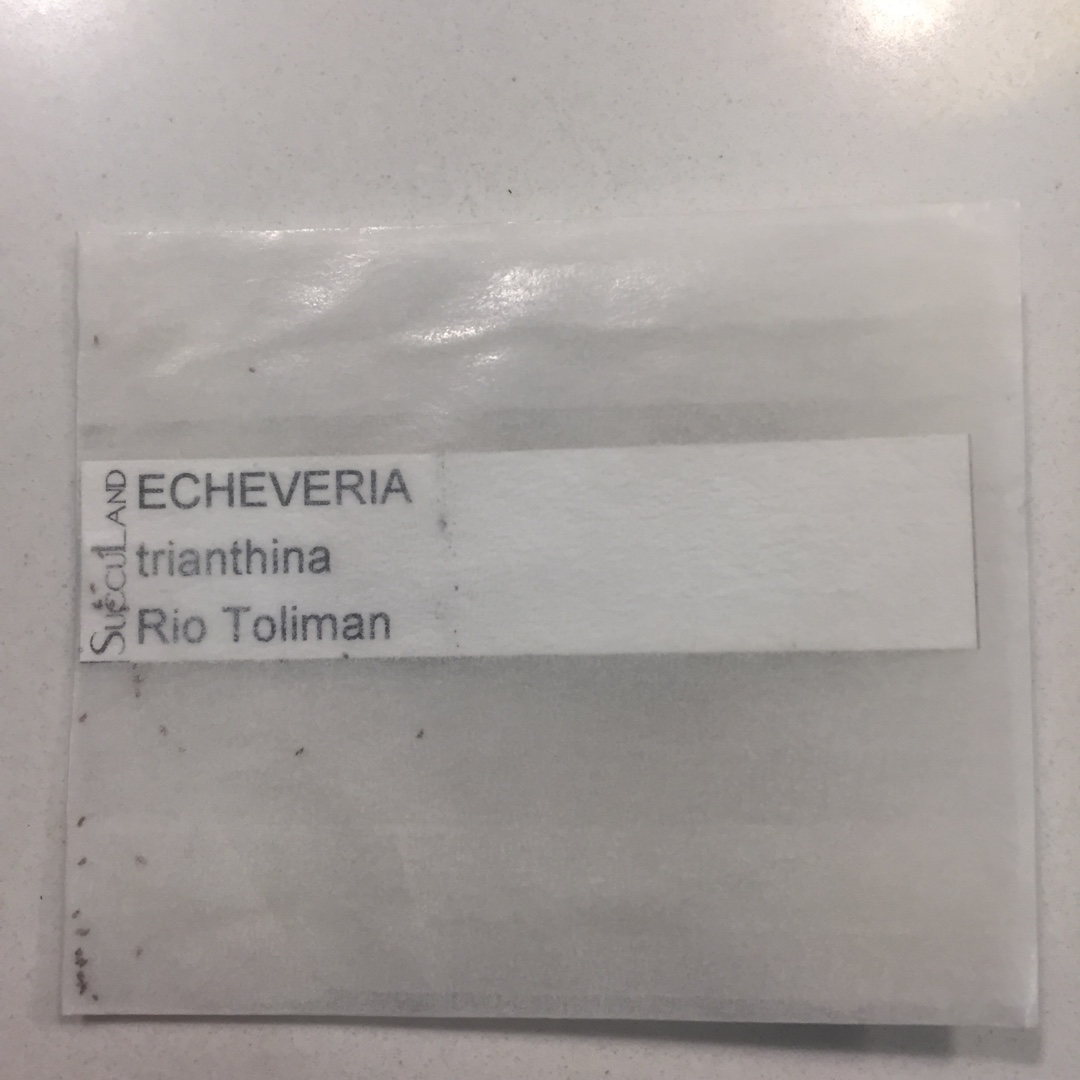 SuccuLAND
ECHEVERIA
trianthina
Rio Toliman